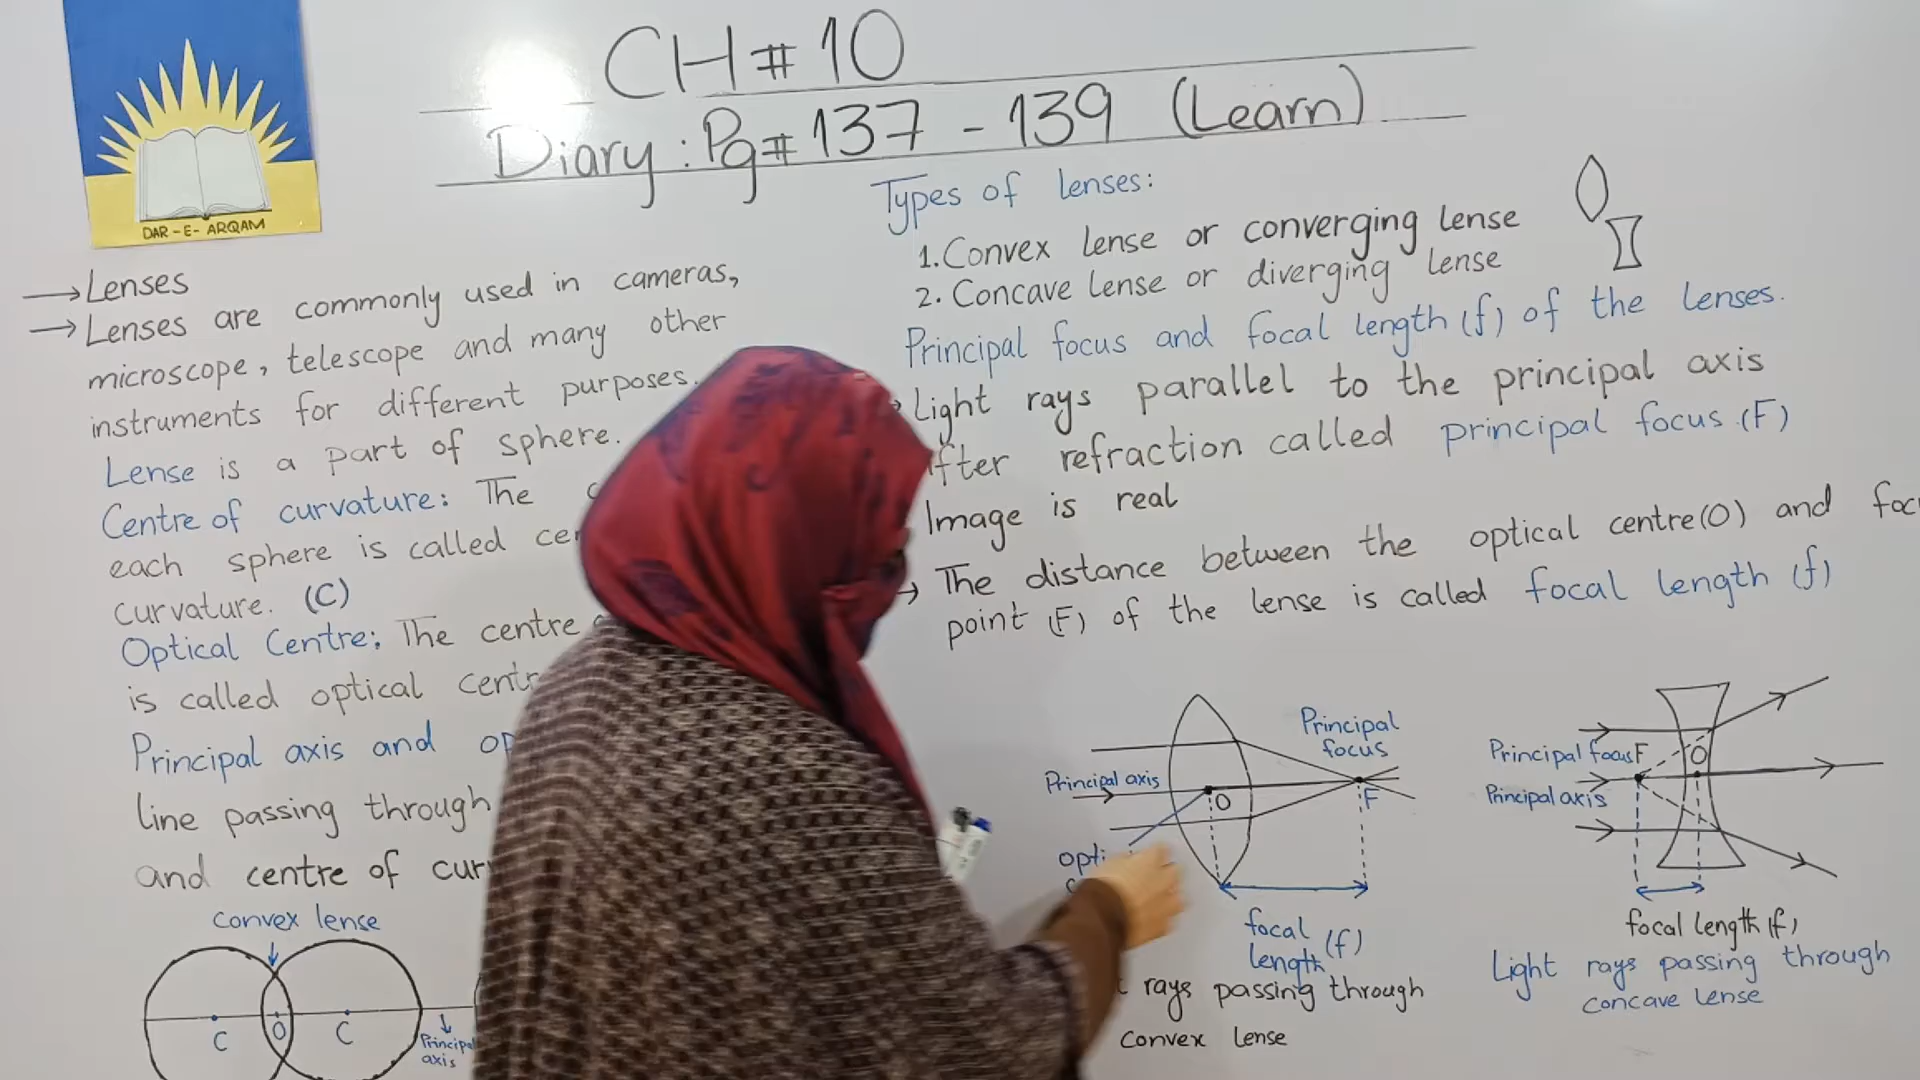 CH # 10
Diary : Pg# 137 - 139 (Learn)
DAR-E-ARQAM
→ Lenses
→ Lenses are commonly used in cameras,
microscope, telescope and many other
instruments for different purposes.
Lense is a part of sphere.
Centre of curvature: The
each sphere is called
curvature. (C)
Optical Centre: The centre
is called optical
Principal axis and
line passing through
and centre of
convex lense
C O C
Principal
axis
Types of lenses:
1. Convex lense or converging lense
2. Concave lense or diverging lense
Principal focus and focal length (f) of the lenses.
Light rays parallel to the principal axis
after refraction called principal focus.(F)
Image is real
→ The distance between the optical centre(O) and
point (F) of the lense is called focal length (f)
Principal
focus
Principal axis
O F
focal
length (f)
rays passing through
convex lense
Principal focus F
O
Principal axis
focal length (f)
Light rays passing through
concave lense